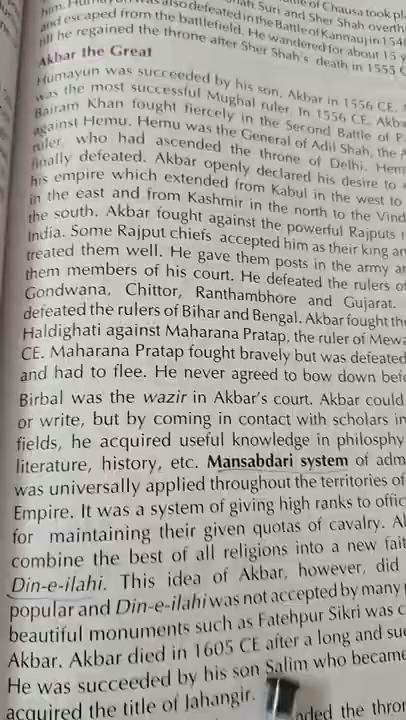 of Chausa took pl
him. was also defeated in the Battle of Kannauj in 154
and escaped from the battlefield. He wandered for about 15 y
till he regained the throne after Sher Shah's death in 1555 C
Akbar the Great
Humayun was succeeded by his son, Akbar in 1556 CE.
was the most successful Mughal ruler. In 1556 CE, Akb
Bairam Khan fought fiercely in the Second Battle of P
against Hemu. Hemu was the General of Adil Shah, the A
ruler, who had ascended the throne of Delhi. Hem
finally defeated. Akbar openly declared his desire to
his empire which extended from Kabul in the west to
in the east and from Kashmir in the north to the Vind
the south. Akbar fought against the powerful Rajputs
India. Some Rajput chiefs accepted him as their king an
treated them well. He gave them posts in the army an
them members of his court. He defeated the rulers of
Gondwana, Chittor, Ranthambhore and Gujarat.
defeated the rulers of Bihar and Bengal. Akbar fought the
Haldighati against Maharana Pratap, the ruler of Mewa
CE. Maharana Pratap fought bravely but was defeated
and had to flee. He never agreed to bow down befo
Birbal was the wazir in Akbar's court. Akbar could
or write, but by coming in contact with scholars in
fields, he acquired useful knowledge in philosphy
literature, history, etc. Mansabdari system of adm
was universally applied throughout the territories of
Empire. It was a system of giving high ranks to offic
for maintaining their given quotas of cavalry. A
combine the best of all religions into a new fait
Din-e-ilahi. This idea of Akbar, however, did
popular and Din-e-ilahi was not accepted by many
beautiful monuments such as Fatehpur Sikri was c
Akbar. Akbar died in 1605 CE after a long and suc
He was succeeded by his son Salim who became
acquired the title of Jahangir.
nded the thron